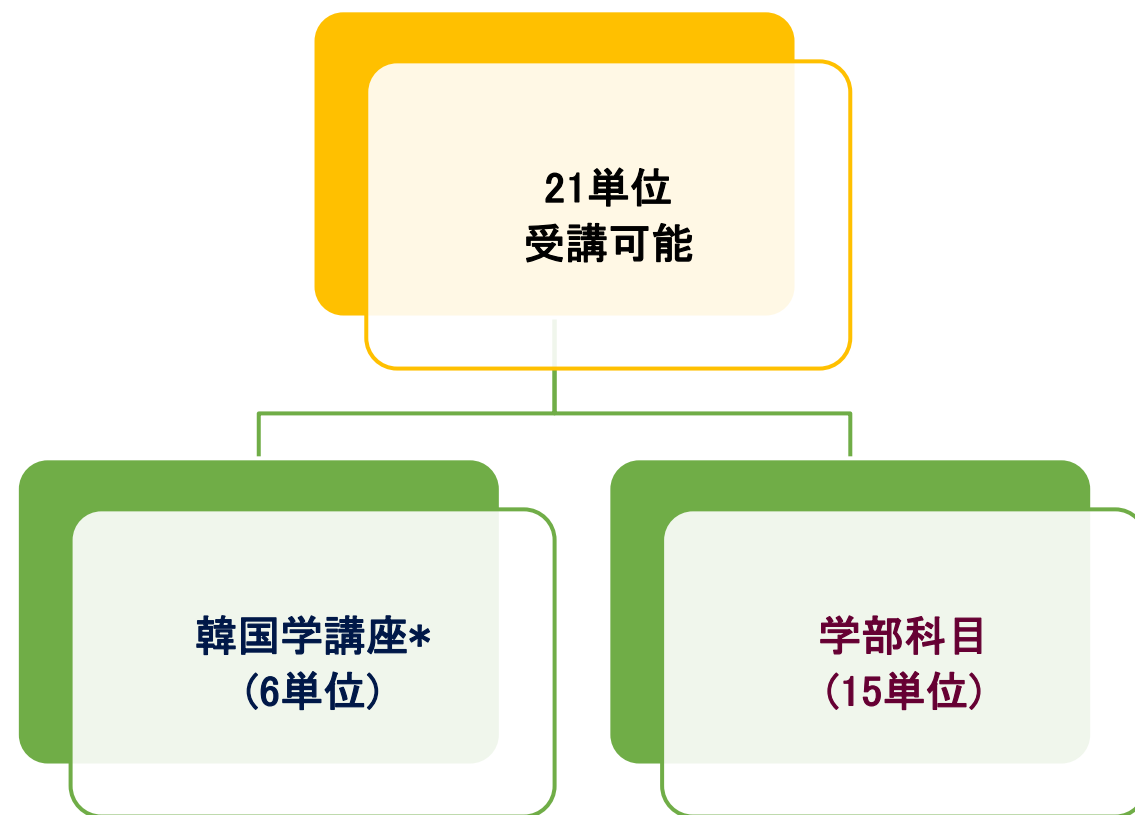 21単位
受講可能
韓国学講座*
(6単位)
学部科目
(15単位)